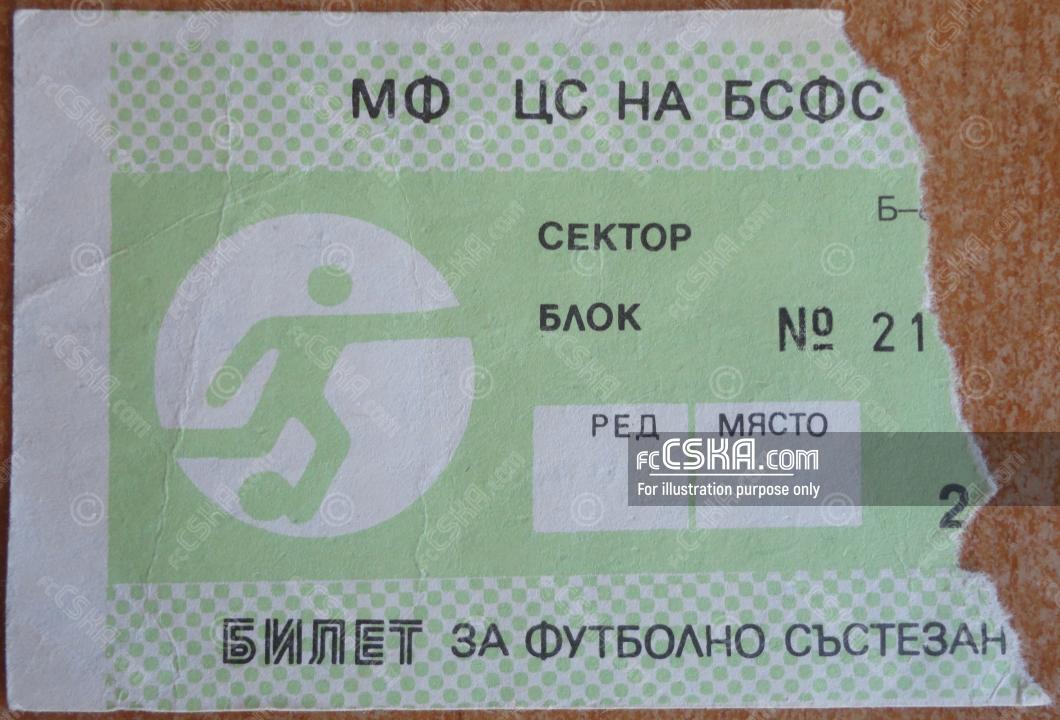 МФ ЦС НА БСФС
Б–
СЕКТОР
БЛОК
№ 21
РЕД МЯСТО
fcCSKA.com
For illustration purpose only
2
БИЛЕТ ЗА ФУТБОЛНО СЪСТЕЗАН